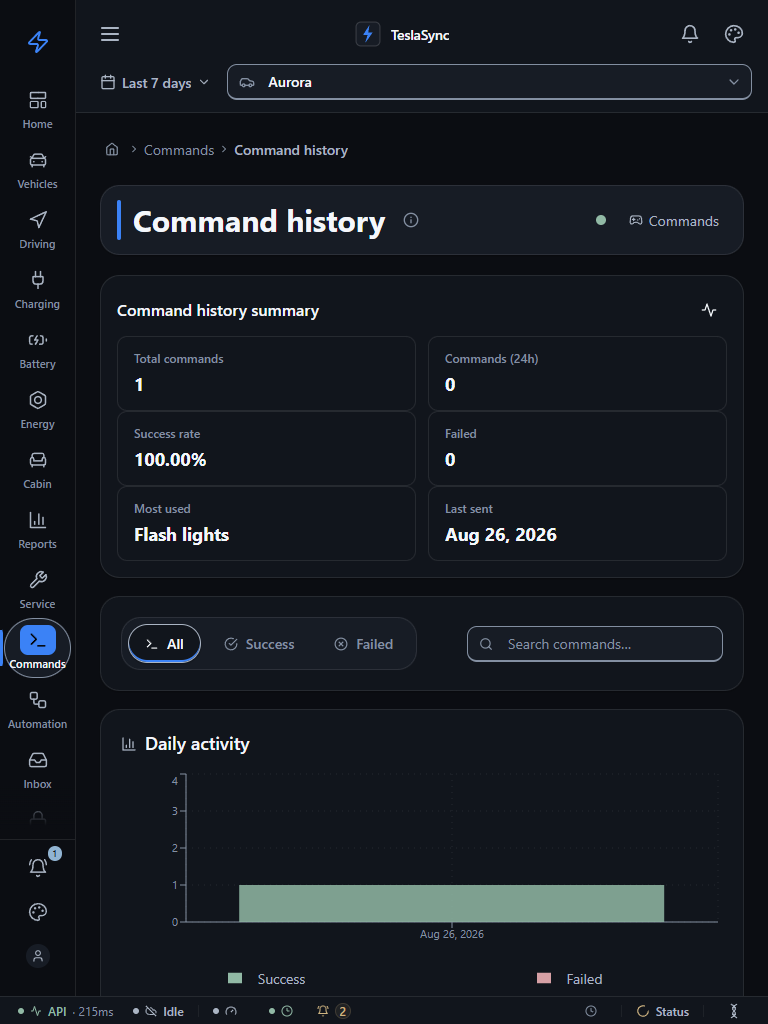 TeslaSync
Last 7 days
Aurora
Home
Vehicles
Driving
Charging
Battery
Energy
Cabin
Reports
Service
Commands
Automation
Inbox
1
Commands
Command history
Command history
Commands
Command history summary
Total commands
1
Commands (24h)
0
Success rate
100.00%
Failed
0
Most used
Flash lights
Last sent
Aug 26, 2026
All
Success
Failed
Search commands...
Daily activity
4
3
2
1
0
Aug 26, 2026
Success
Failed
API · 215ms
Idle
2
Status